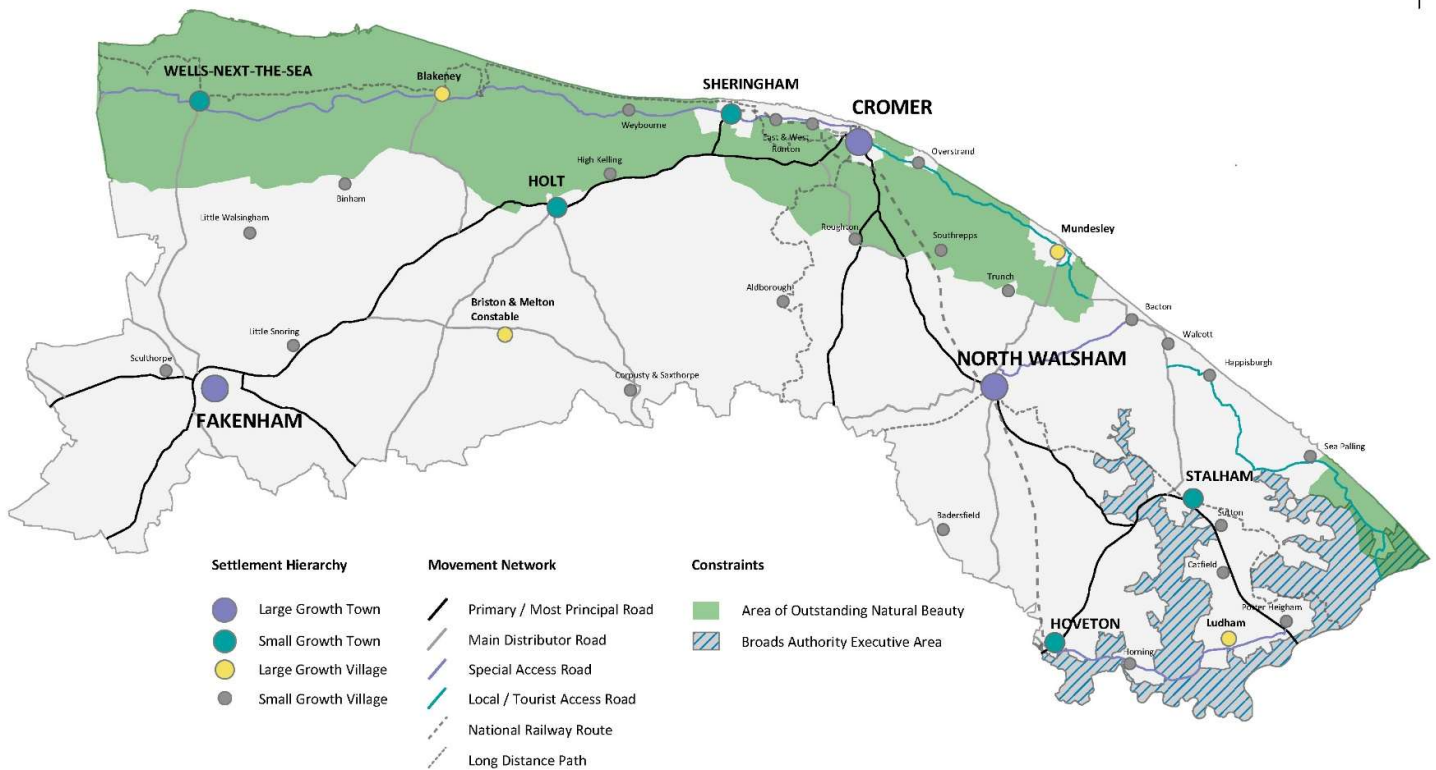 WELLS-NEXT-THE-SEA
Blakeney
SHERINGHAM
CROMER
Weybourne
East & West
Runton
Overstrand
High Kelling
HOLT
Binham
Little Walsingham
Roughton
Southrepps
Mundesley
Trunch
Aldborough
Briston & Melton
Constable
Bacton
Walcott
Little Snoring
Sculthorpe
Corpusty & Saxthorpe
NORTH WALSHAM
Happisburgh
FAKENHAM
Sea Palling
STALHAM
Sutton
Badersfield
Catfield
Potter Heigham
HOVETON
Ludham
Horning
Settlement Hierarchy
Large Growth Town
Small Growth Town
Large Growth Village
Small Growth Village
Movement Network
Primary / Most Principal Road
Main Distributor Road
Special Access Road
Local / Tourist Access Road
National Railway Route
Long Distance Path
Constraints
Area of Outstanding Natural Beauty
Broads Authority Executive Area